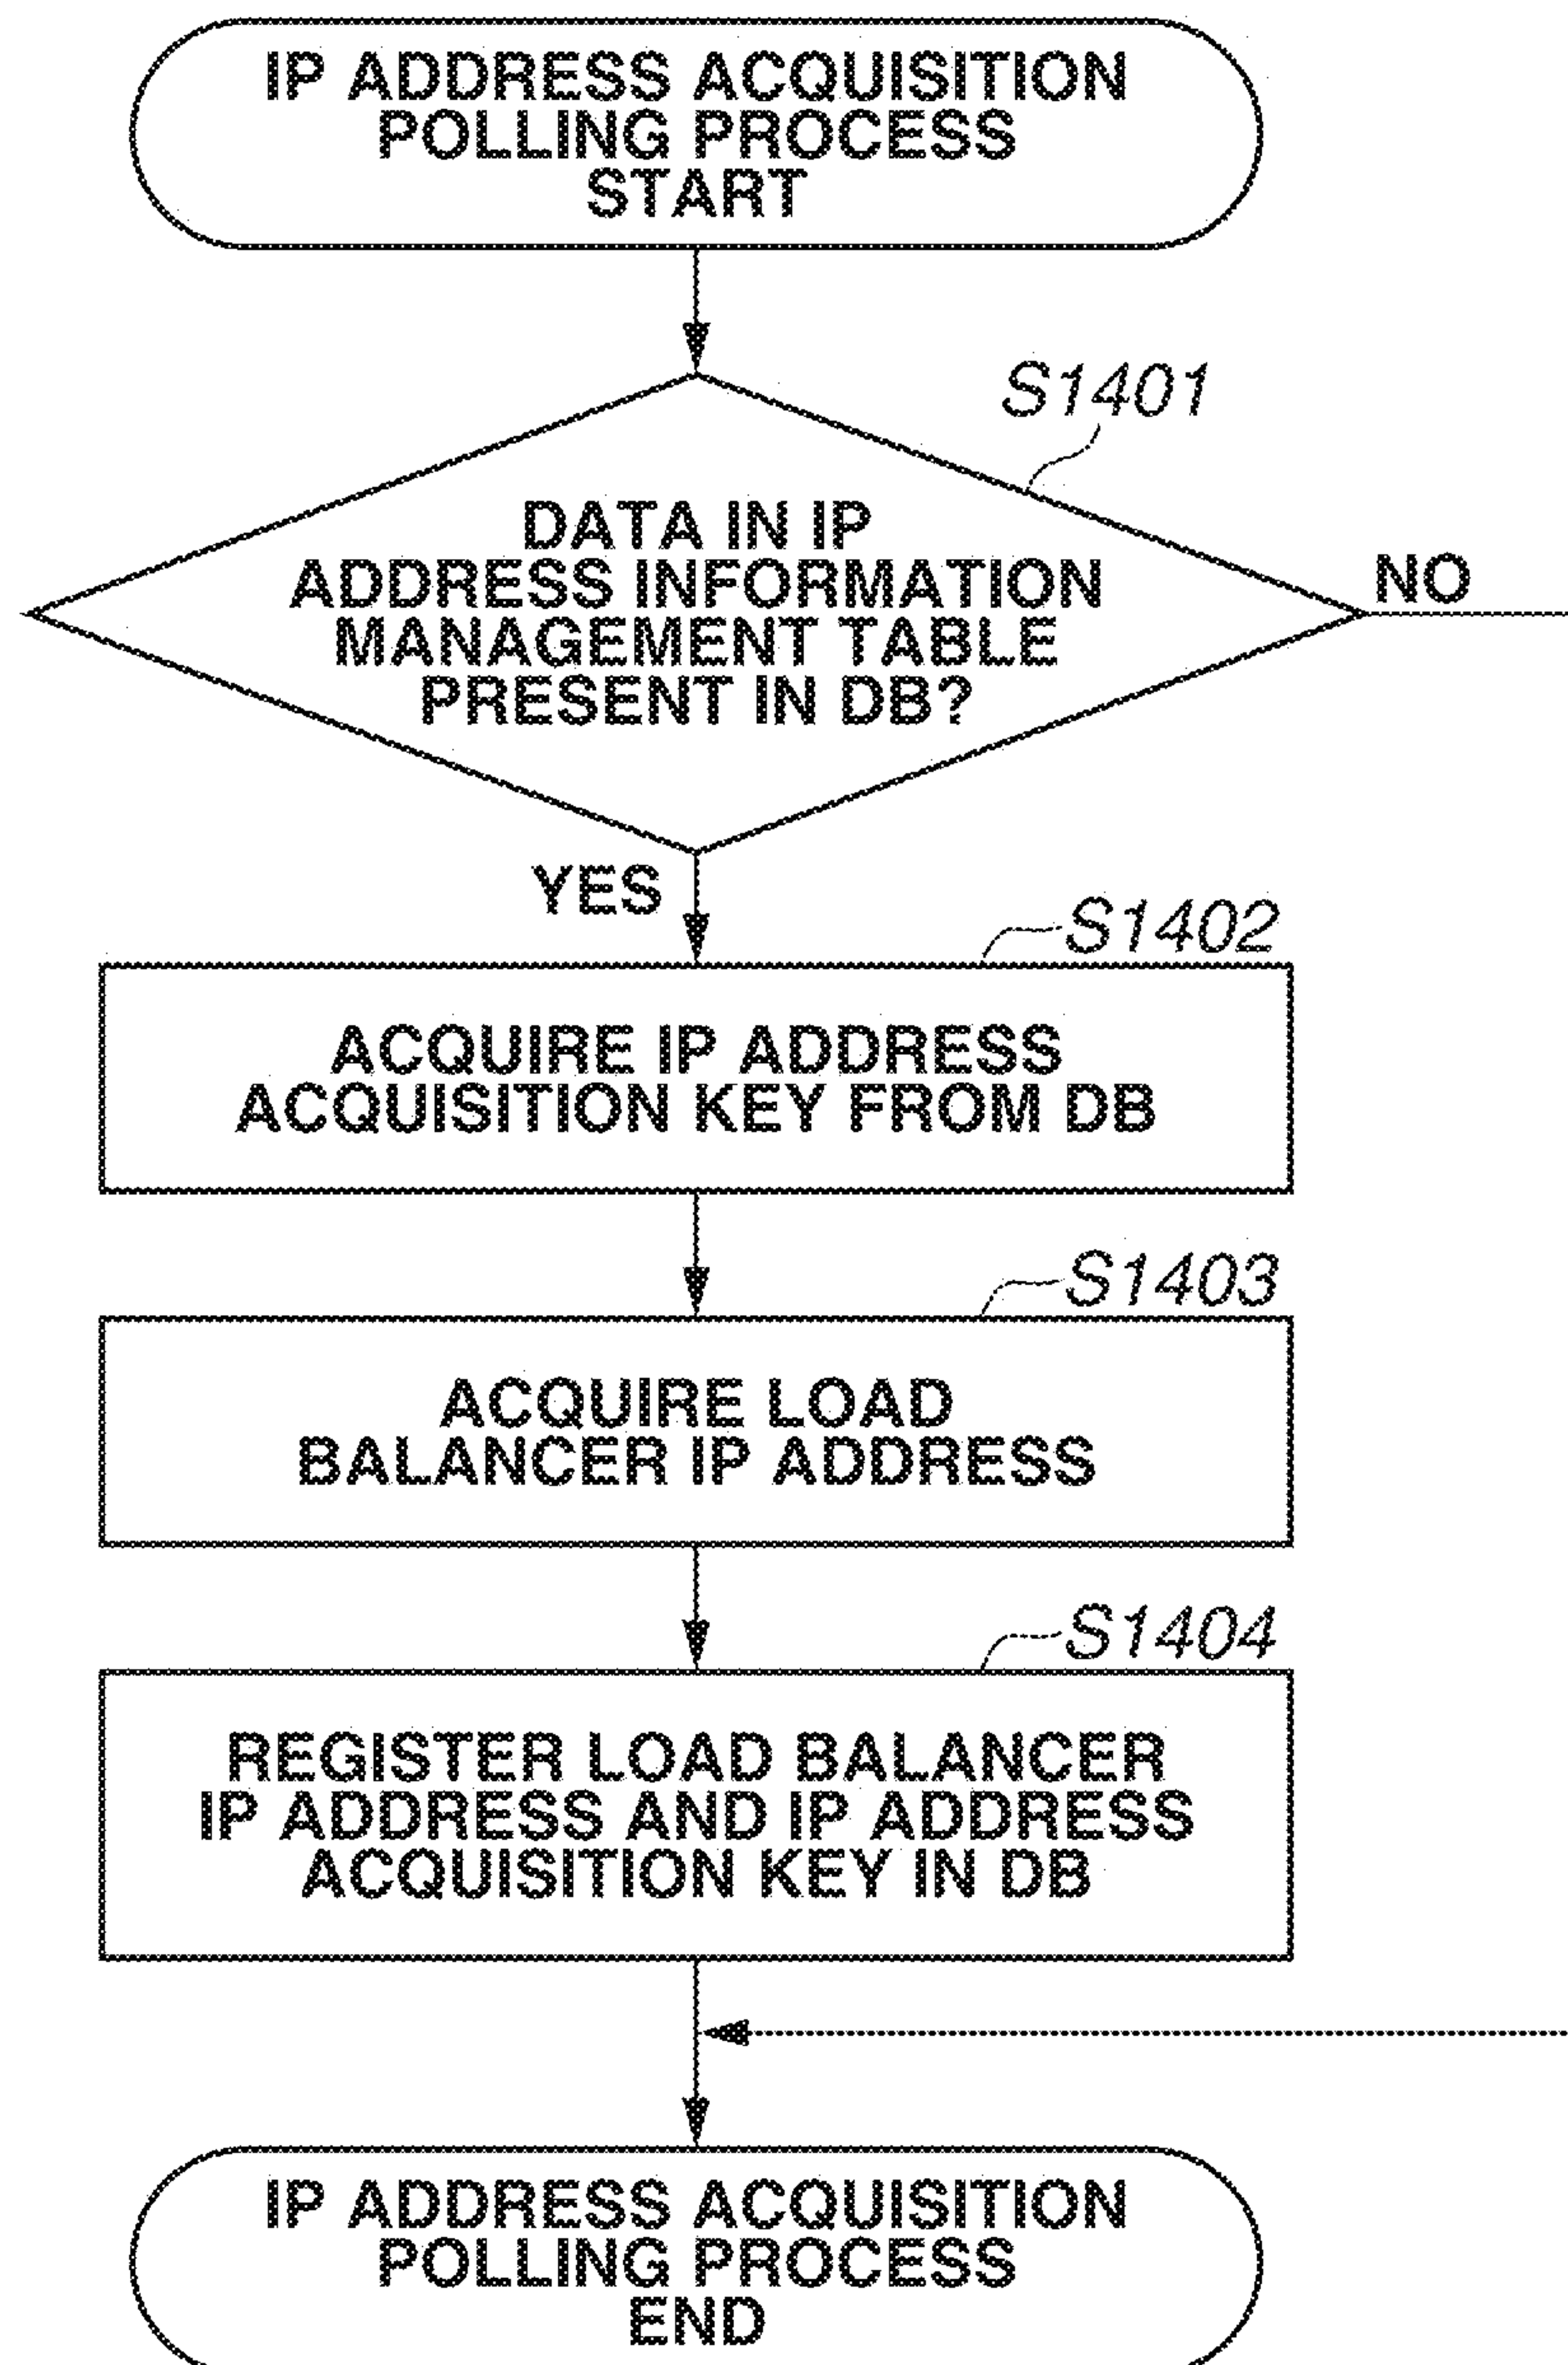 IP ADDRESS ACQUISITION
POLLING PROCESS
START
S1401
DATA IN IP
ADDRESS INFORMATION
MANAGEMENT TABLE
PRESENT IN DB?
NO
YES
S1402
ACQUIRE IP ADDRESS
ACQUISITION KEY FROM DB
S1403
ACQUIRE LOAD
BALANCER IP ADDRESS
S1404
REGISTER LOAD BALANCER
IP ADDRESS AND IP ADDRESS
ACQUISITION KEY IN DB
IP ADDRESS ACQUISITION
POLLING PROCESS
END